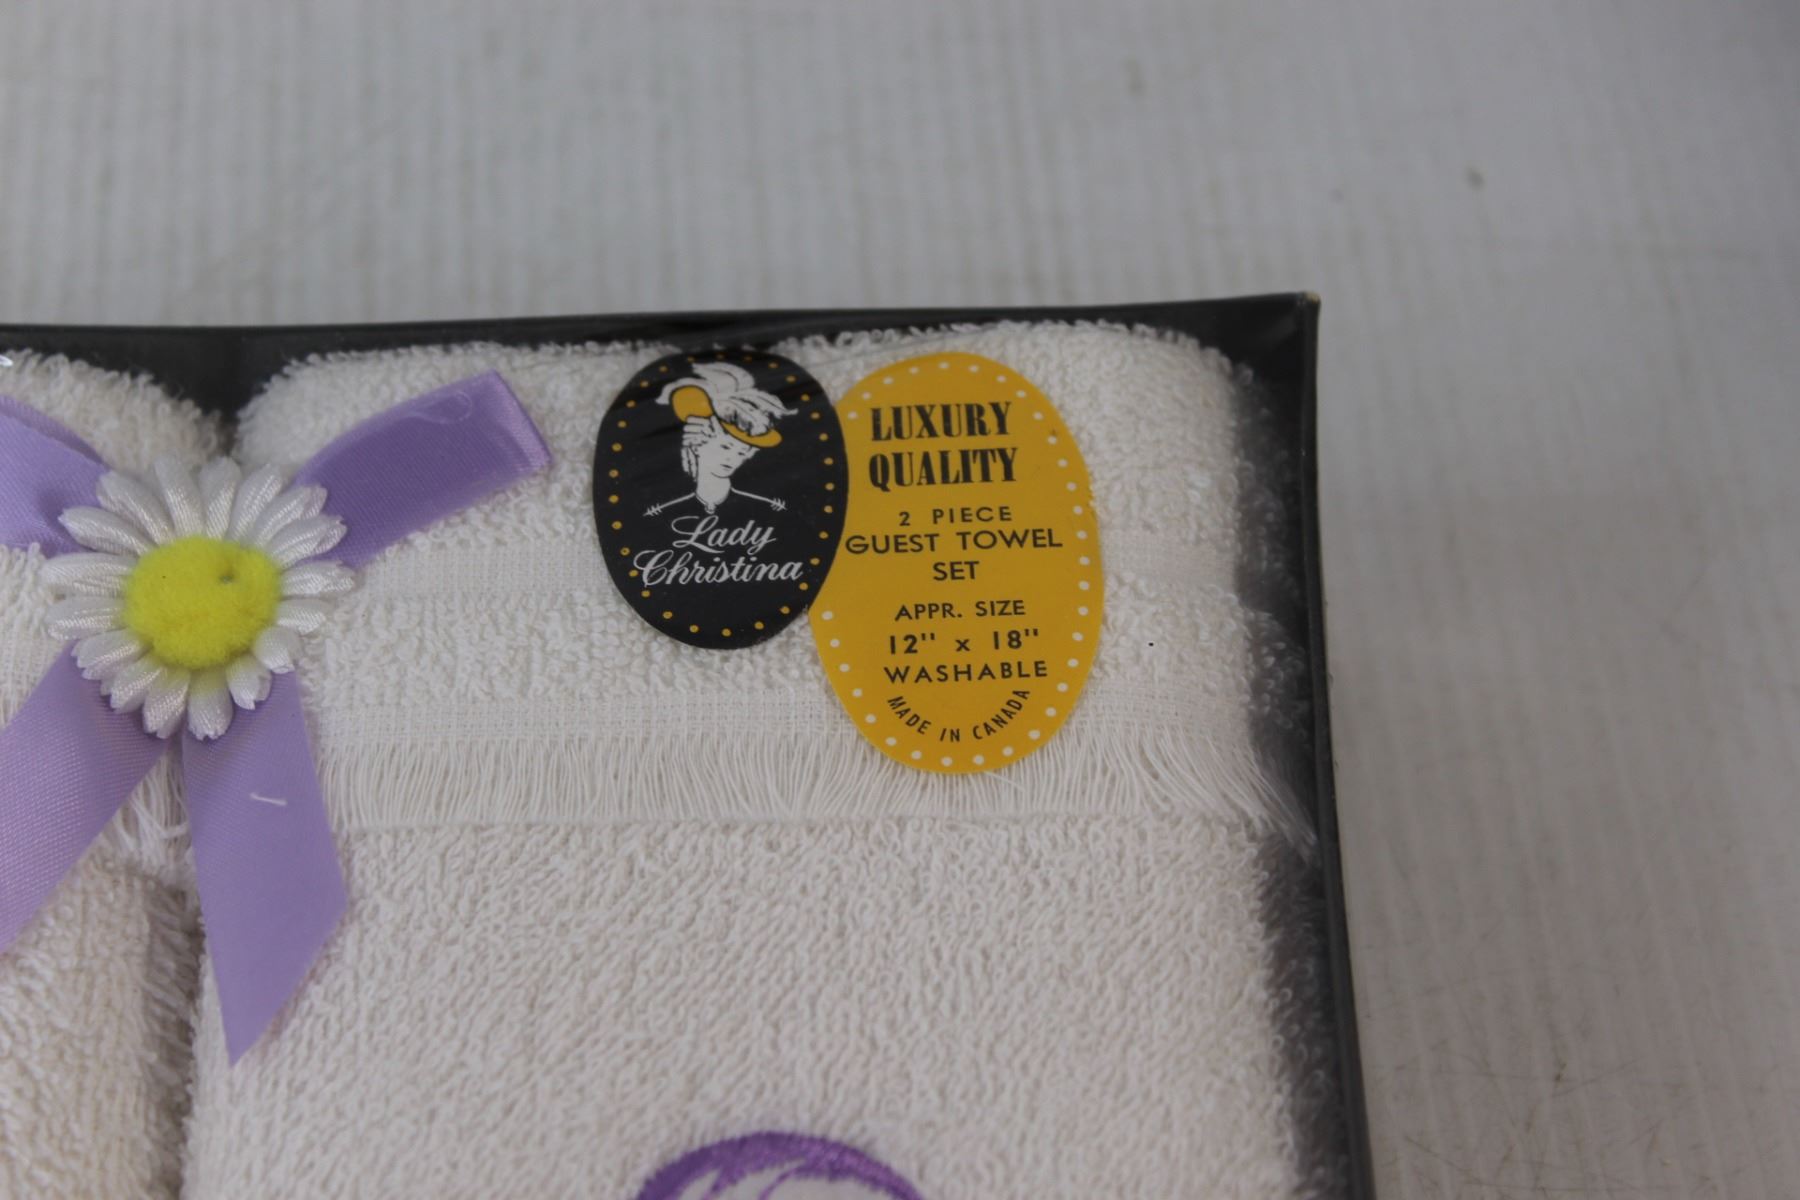 Lady
Christina
LUXURY
QUALITY
2 PIECE
GUEST TOWEL
SET
APPR. SIZE
12" x 18"
WASHABLE
MADE IN CANADA